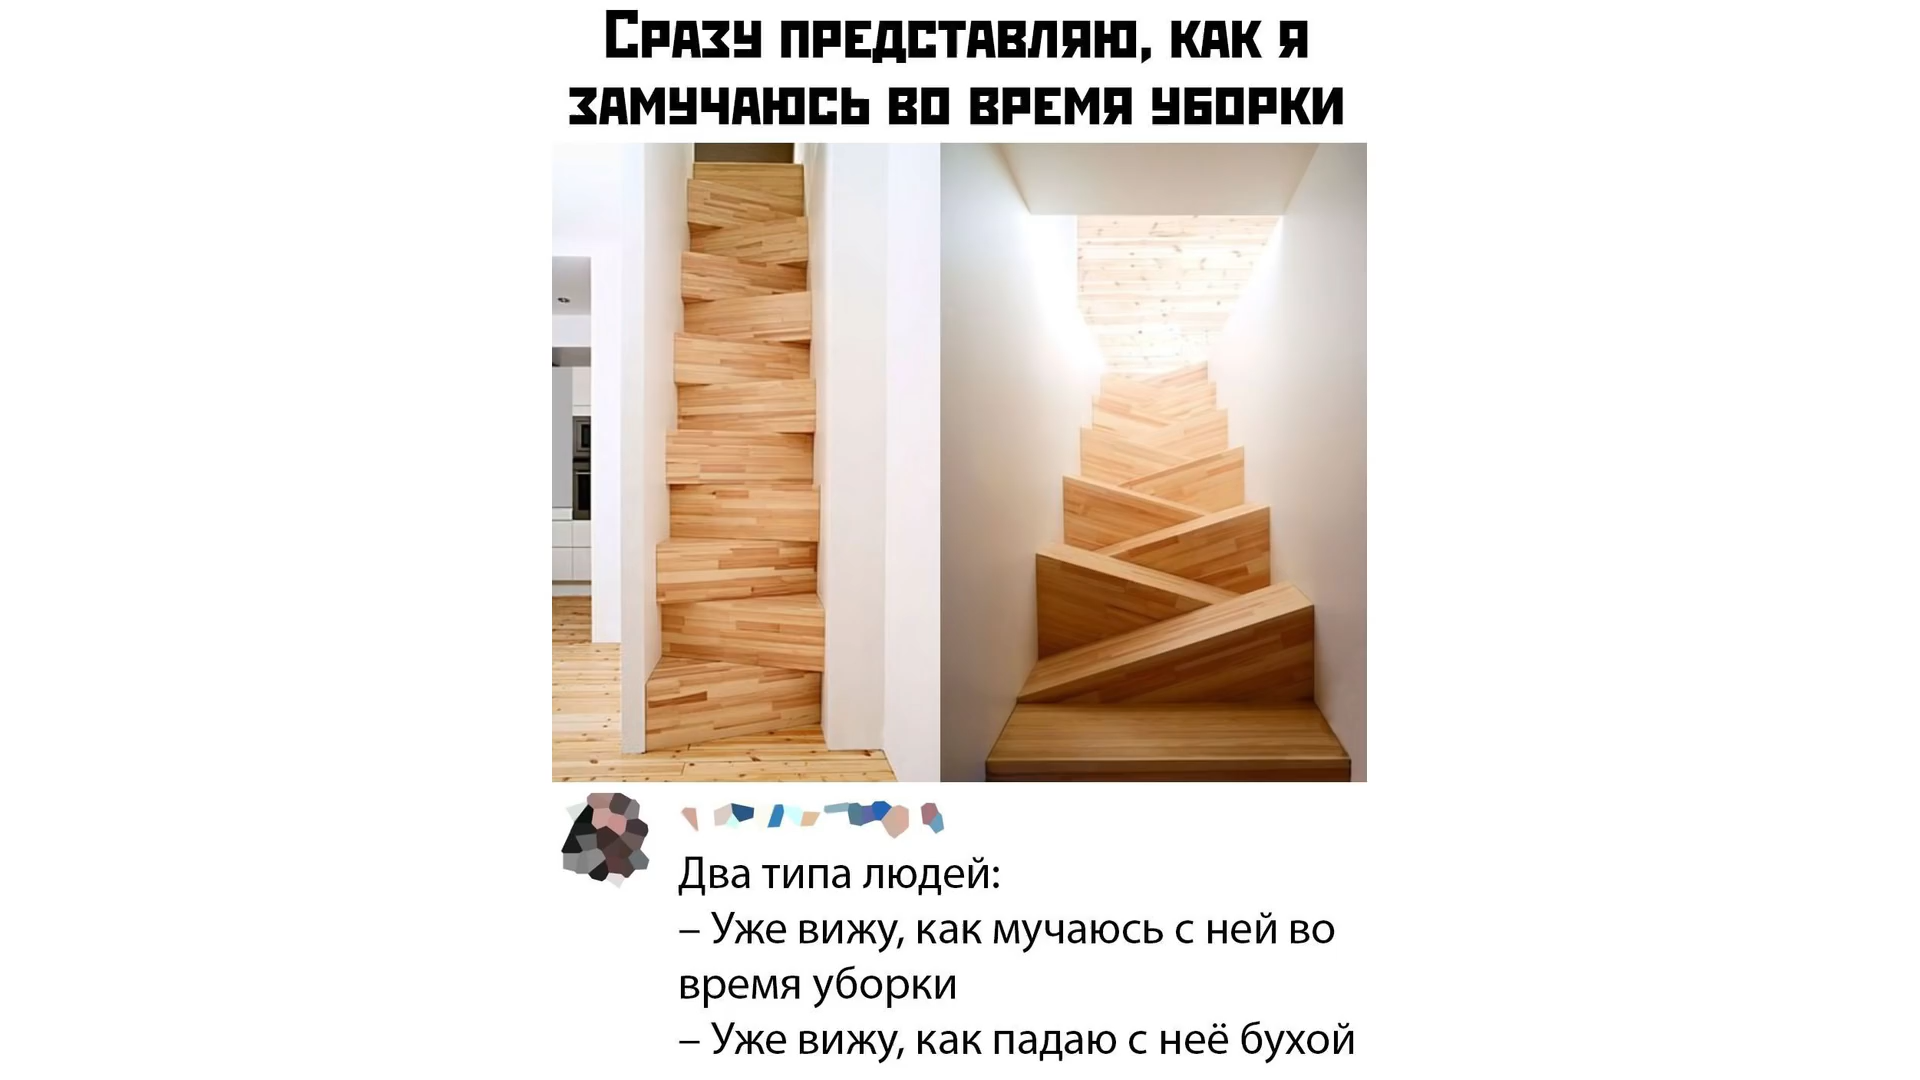 Сразу представляю, как я
замучаюсь во время уборки
Два типа людей:
– Уже вижу, как мучаюсь с ней во
время уборки
– Уже вижу, как падаю с неё бухой